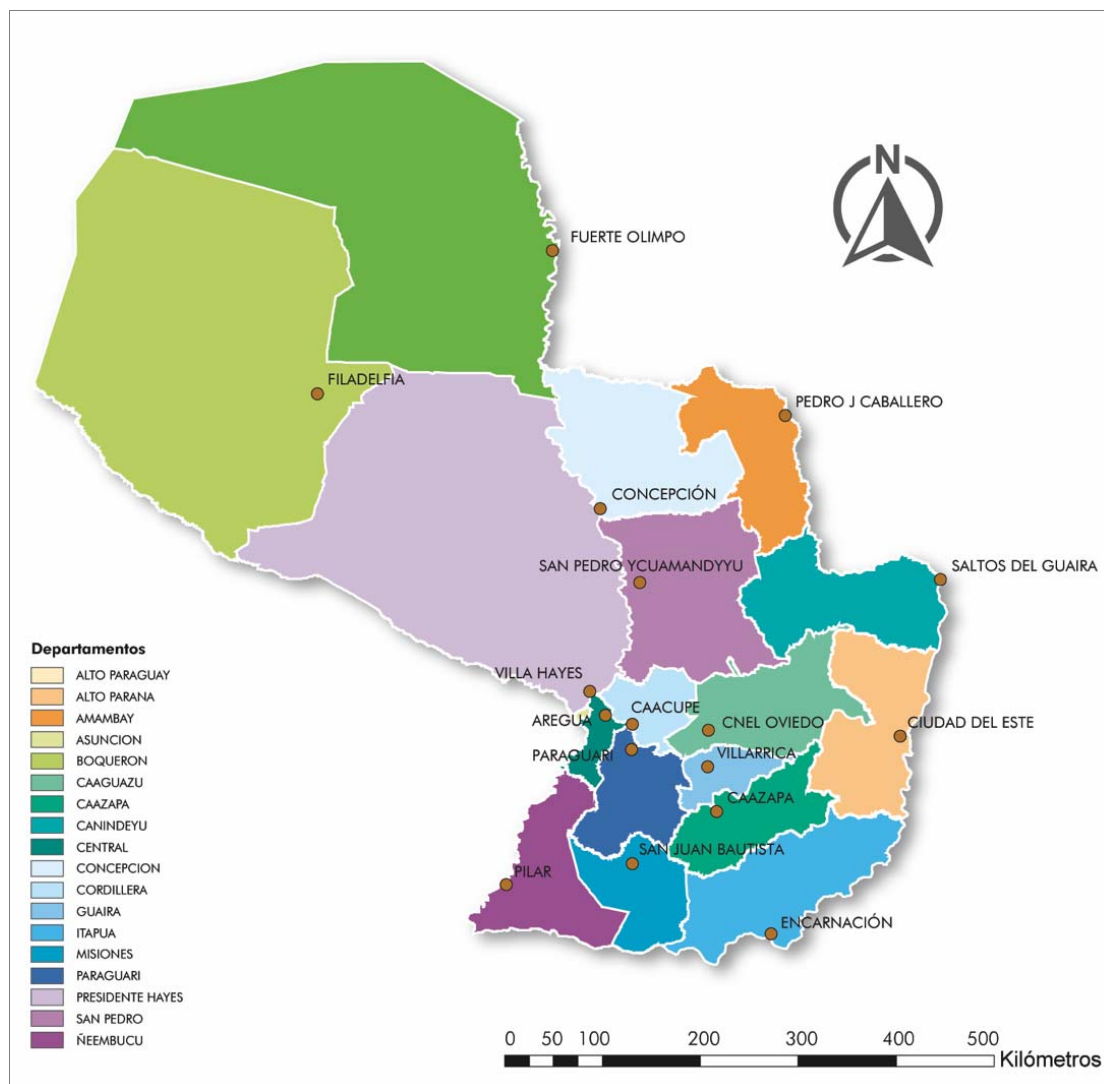 N
FUERTE OLIMPO
FILADELFIA
PEDRO J CABALLERO
CONCEPCIÓN
SAN PEDRO YCUAMANDYYU
SALTOS DEL GUAIRA
VILLA HAYES
AREGUA
CAACUPE
CNEL OVIEDO
CIUDAD DEL ESTE
PARAGUARI
VILLARRICA
CAAZAPA
SAN JUAN BAUTISTA
PILAR
ENCARNACIÓN
Departamentos
ALTO PARAGUAY
ALTO PARANA
AMAMBAY
ASUNCION
BOQUERON
CAAGUAZU
CAAZAPA
CANINDEYU
CENTRAL
CONCEPCION
CORDILLERA
GUAIRA
ITAPUA
MISIONES
PARAGUARI
PRESIDENTE HAYES
SAN PEDRO
ÑEEMBUCU
0 50 100 200 300 400 500
Kilómetros